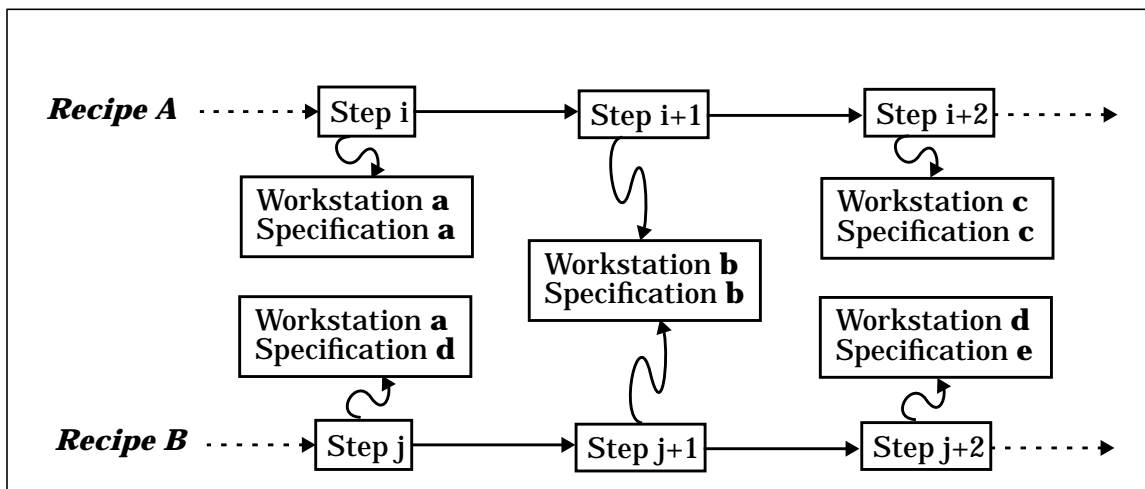 Recipe A
Step i
Step i+1
Step i+2
Workstation a
Specification a
Workstation c
Specification c
Workstation b
Specification b
Workstation a
Specification d
Workstation d
Specification e
Recipe B
Step j
Step j+1
Step j+2